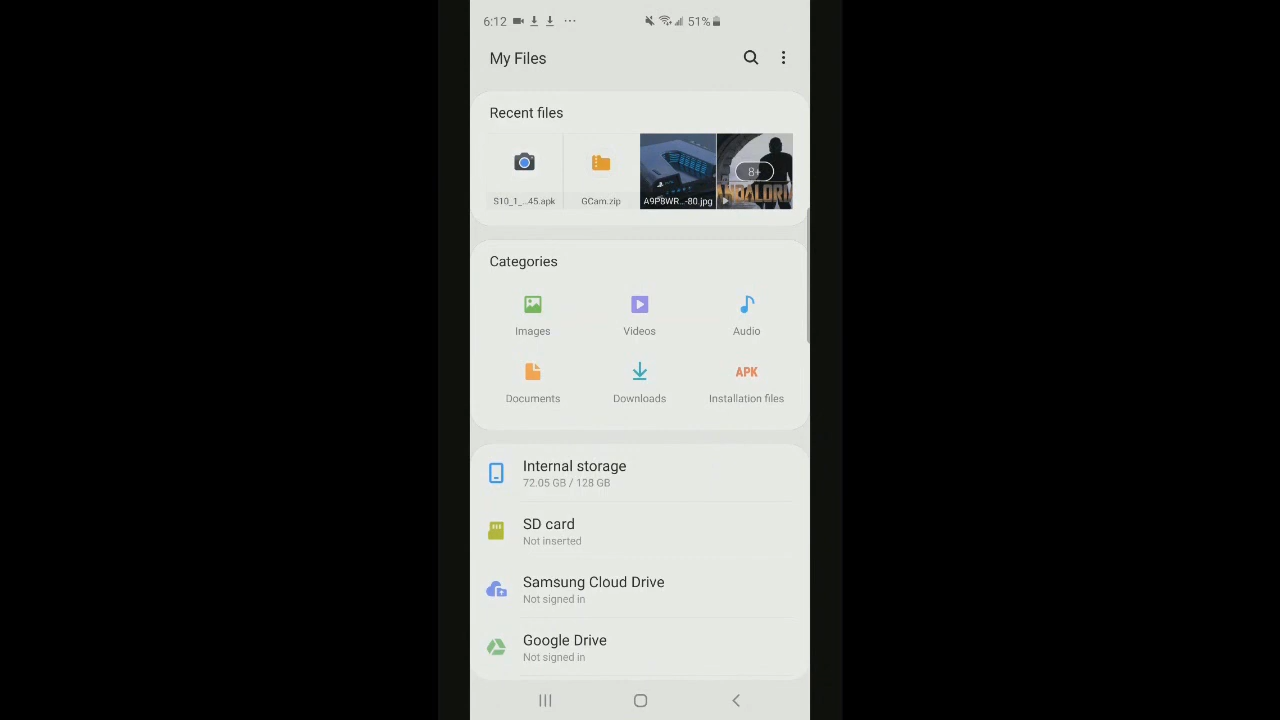 6:12
51%
My Files
Recent files
S10_1_...45.apk
GCam.zip
A9P8WR...-80.jpg
8+
Categories
Images
Videos
Audio
Documents
Downloads
APK
Installation files
Internal storage
72.05 GB / 128 GB
SD card
Not inserted
Samsung Cloud Drive
Not signed in
Google Drive
Not signed in